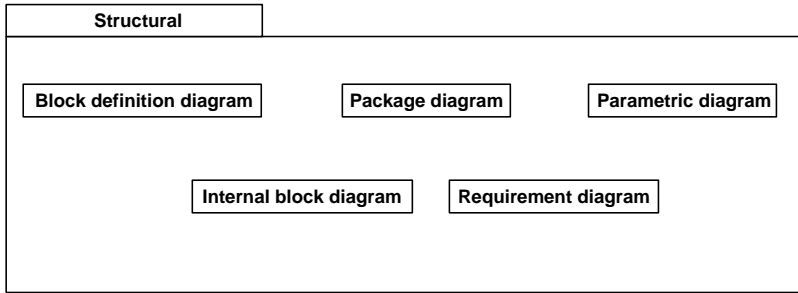 Structural
Block definition diagram
Package diagram
Parametric diagram
Internal block diagram
Requirement diagram